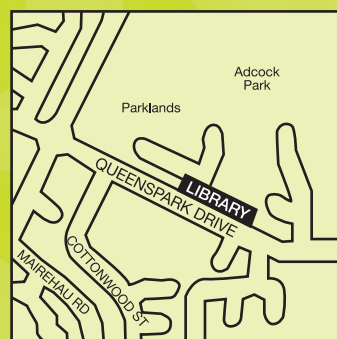 Adcock
Park
Parklands
LIBRARY
QUEENSPARK DRIVE
COTTONWOOD ST
MAIREHAU RD